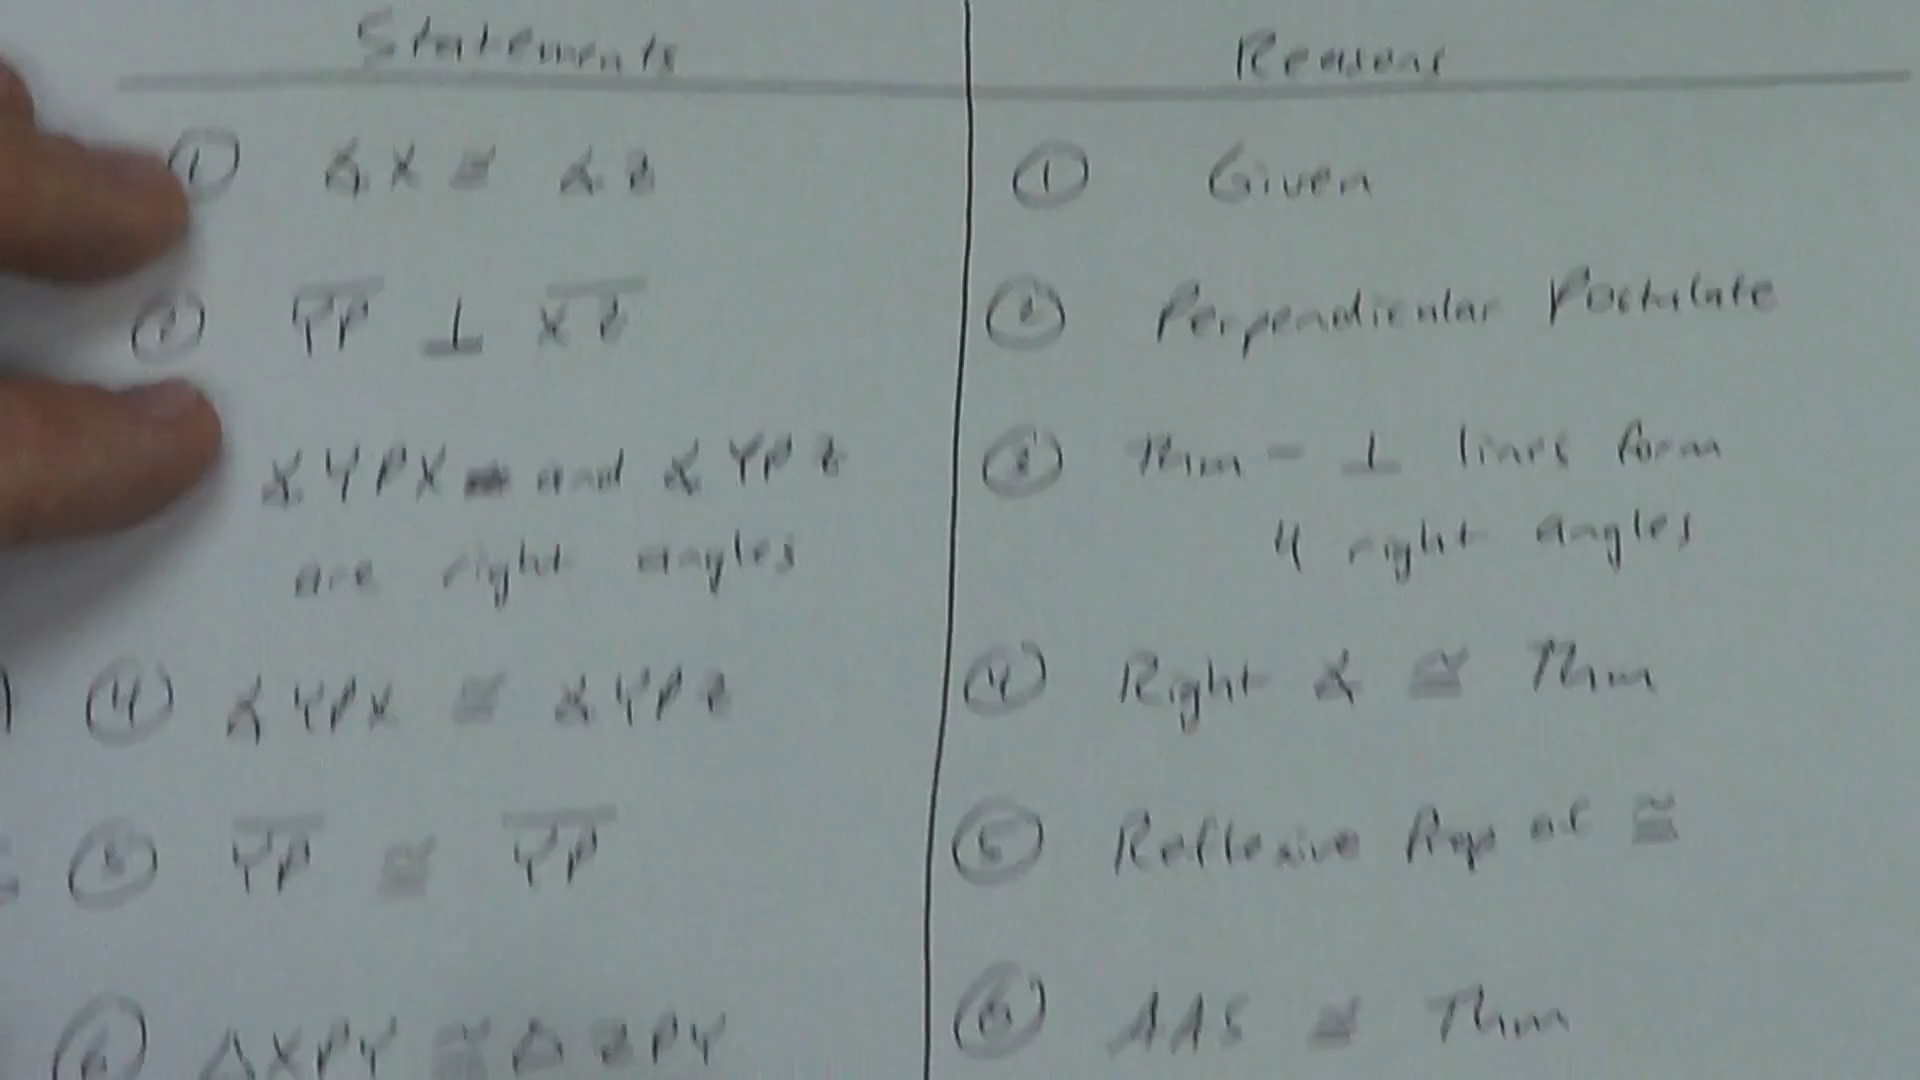 Statements Reasons
① ∡X ≅ ∡Z ① Given
② YP ⊥ XZ ② Perpendicular Postulate
∡YPX and ∡YPZ ③ Thm - ⊥ lines form
are right angles 4 right angles
④ ∡YPX ≅ ∡YPZ ④ Right ∡ ≅ Thm
⑤ YP ≅ YP ⑤ Reflexive Prop of ≅
⑥ △XPY ≅ △ZPY ⑥ AAS ≅ Thm